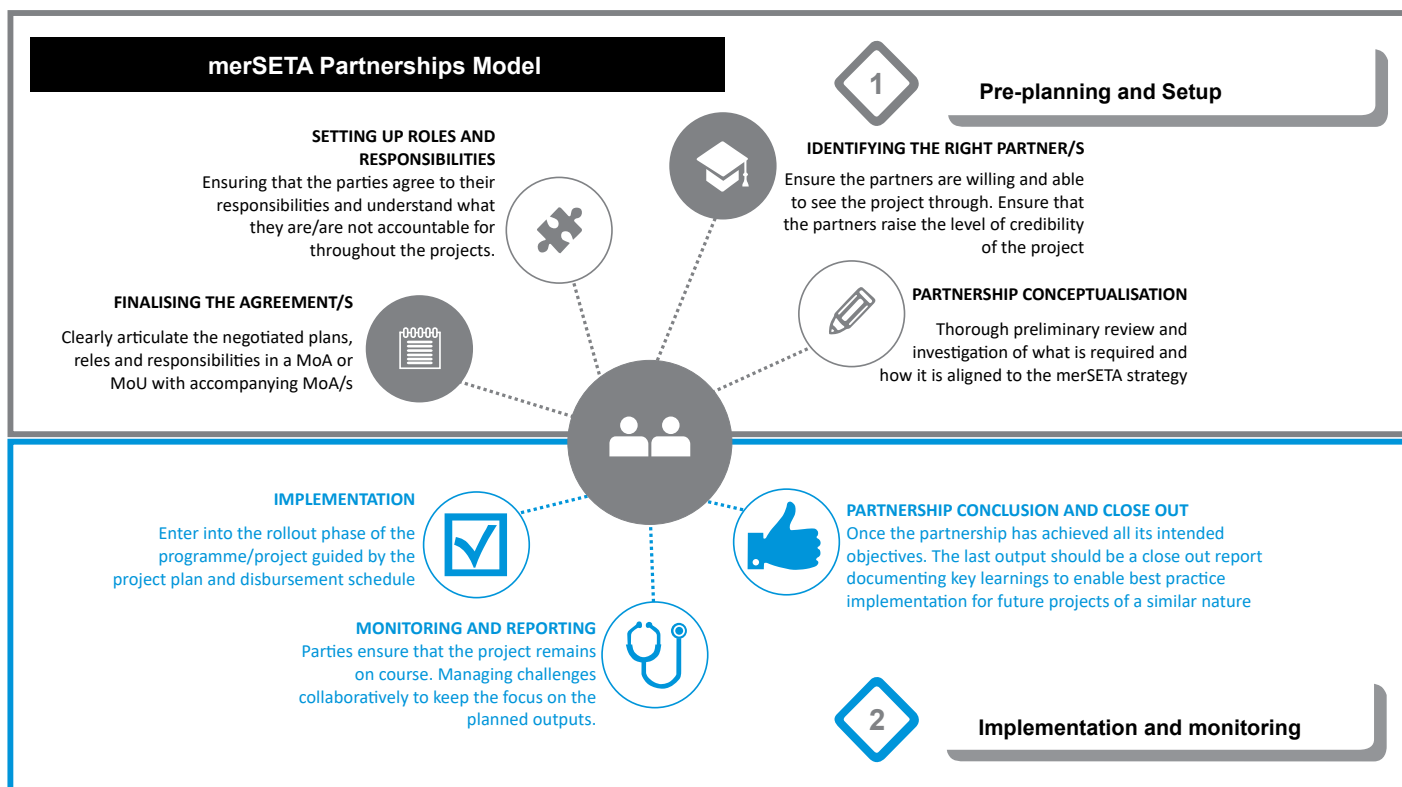 merSETA Partnerships Model
1
Pre-planning and Setup
SETTING UP ROLES AND
RESPONSIBILITIES
Ensuring that the parties agree to their
responsibilities and understand what
they are/are not accountable for
throughout the projects.
IDENTIFYING THE RIGHT PARTNER/S
Ensure the partners are willing and able
to see the project through. Ensure that
the partners raise the level of credibility
of the project
FINALISING THE AGREEMENT/S
Clearly articulate the negotiated plans,
reles and responsibilities in a MoA or
MoU with accompanying MoA/s
PARTNERSHIP CONCEPTUALISATION
Thorough preliminary review and
investigation of what is required and
how it is aligned to the merSETA strategy
IMPLEMENTATION
Enter into the rollout phase of the
programme/project guided by the
project plan and disbursement schedule
PARTNERSHIP CONCLUSION AND CLOSE OUT
Once the partnership has achieved all its intended
objectives. The last output should be a close out report
documenting key learnings to enable best practice
implementation for future projects of a similar nature
MONITORING AND REPORTING
Parties ensure that the project remains
on course. Managing challenges
collaboratively to keep the focus on the
planned outputs.
2
Implementation and monitoring